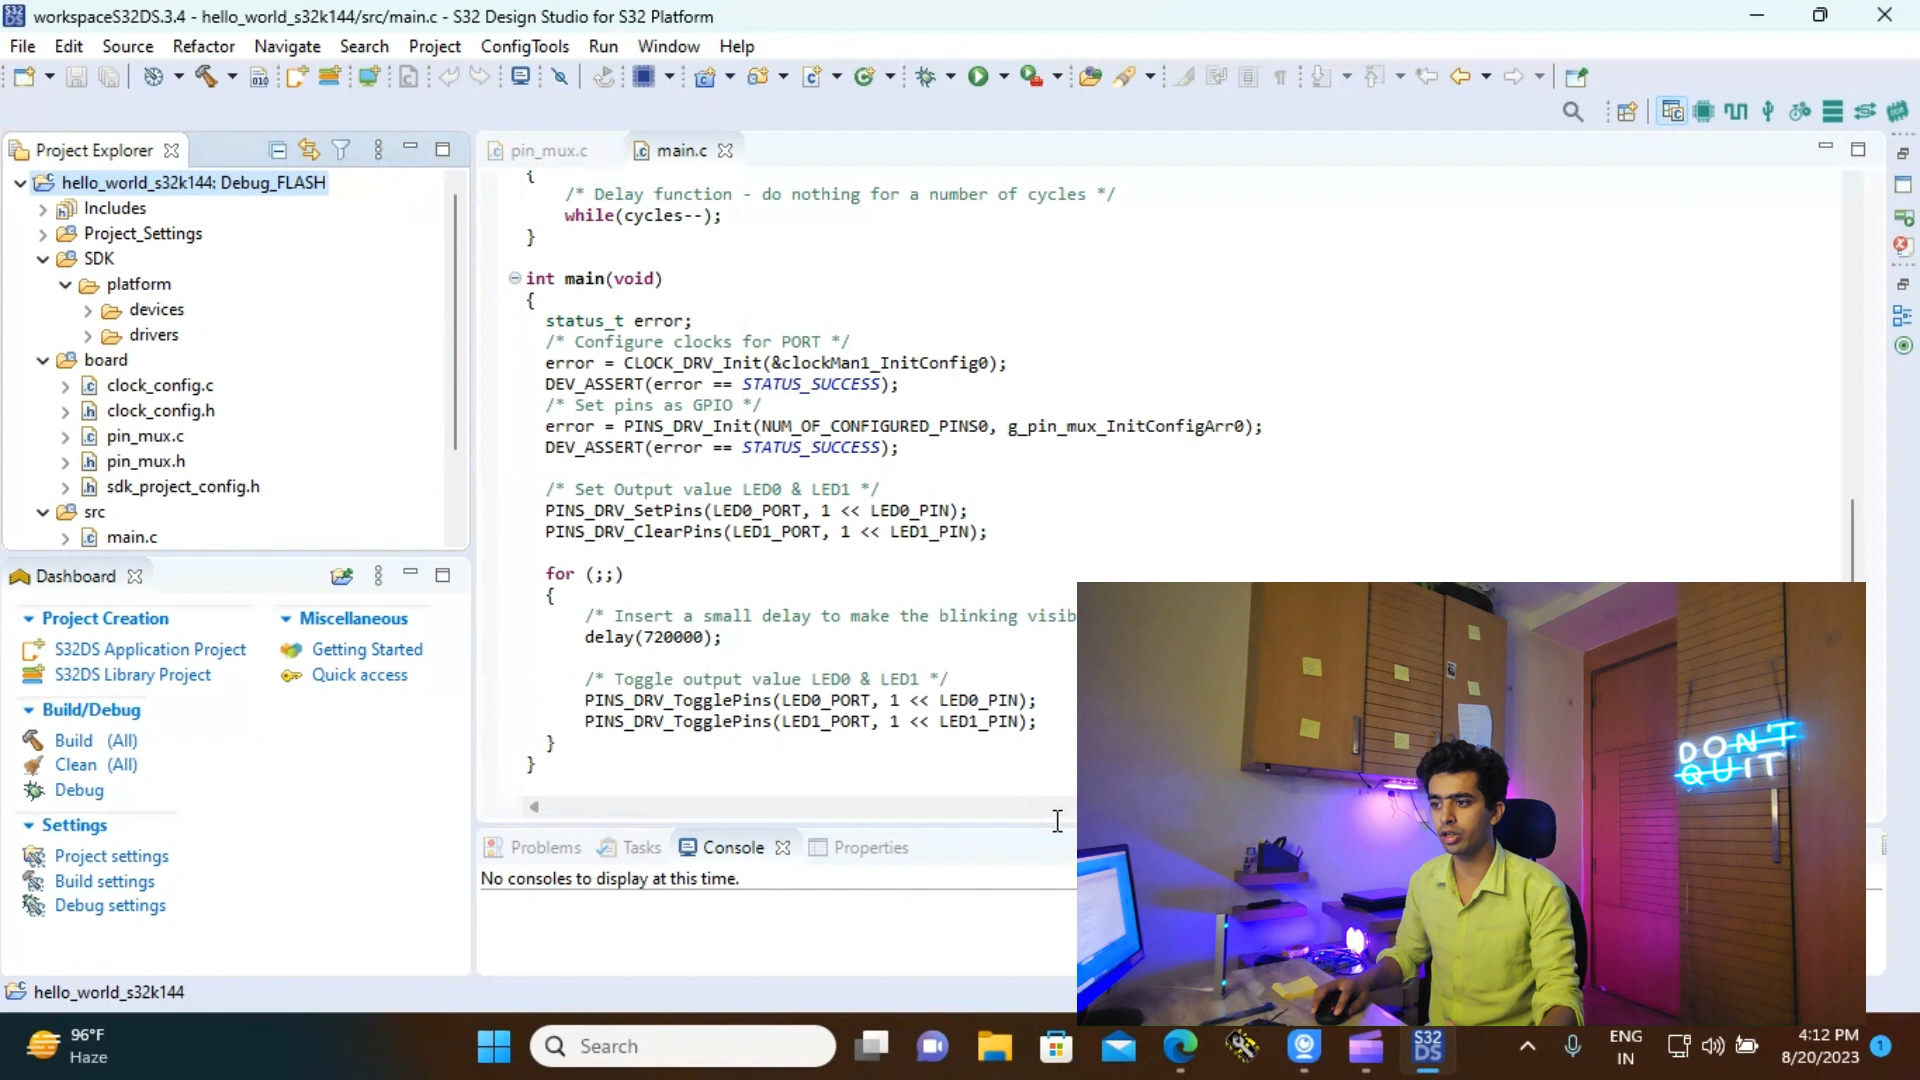 workspaceS32DS.3.4 - hello_world_s32k144/src/main.c - S32 Design Studio for S32 Platform
File Edit Source Refactor Navigate Search Project ConfigTools Run Window Help
Project Explorer
hello_world_s32k144: Debug_FLASH
Includes
Project_Settings
SDK
platform
devices
drivers
board
clock_config.c
clock_config.h
pin_mux.c
pin_mux.h
sdk_project_config.h
src
main.c
pin_mux.c main.c
{
/* Delay function - do nothing for a number of cycles */
while(cycles--);
}
int main(void)
{
status_t error;
/* Configure clocks for PORT */
error = CLOCK_DRV_Init(&clockMan1_InitConfig0);
DEV_ASSERT(error == STATUS_SUCCESS);
/* Set pins as GPIO */
error = PINS_DRV_Init(NUM_OF_CONFIGURED_PINS0, g_pin_mux_InitConfigArr0);
DEV_ASSERT(error == STATUS_SUCCESS);
/* Set Output value LED0 & LED1 */
PINS_DRV_SetPins(LED0_PORT, 1 << LED0_PIN);
PINS_DRV_ClearPins(LED1_PORT, 1 << LED1_PIN);
for (;;)
{
/* Insert a small delay to make the blinking visib
delay(720000);
/* Toggle output value LED0 & LED1 */
PINS_DRV_TogglePins(LED0_PORT, 1 << LED0_PIN);
PINS_DRV_TogglePins(LED1_PORT, 1 << LED1_PIN);
}
}
Dashboard
Project Creation
S32DS Application Project
S32DS Library Project
Build/Debug
Build (All)
Clean (All)
Debug
Settings
Project settings
Build settings
Debug settings
Miscellaneous
Getting Started
Quick access
Problems Tasks Console Properties
No consoles to display at this time.
DON'T
QUIT
hello_world_s32k144
96°F
Haze
Search
S32
DS
ENG
IN
4:12 PM
8/20/2023
1